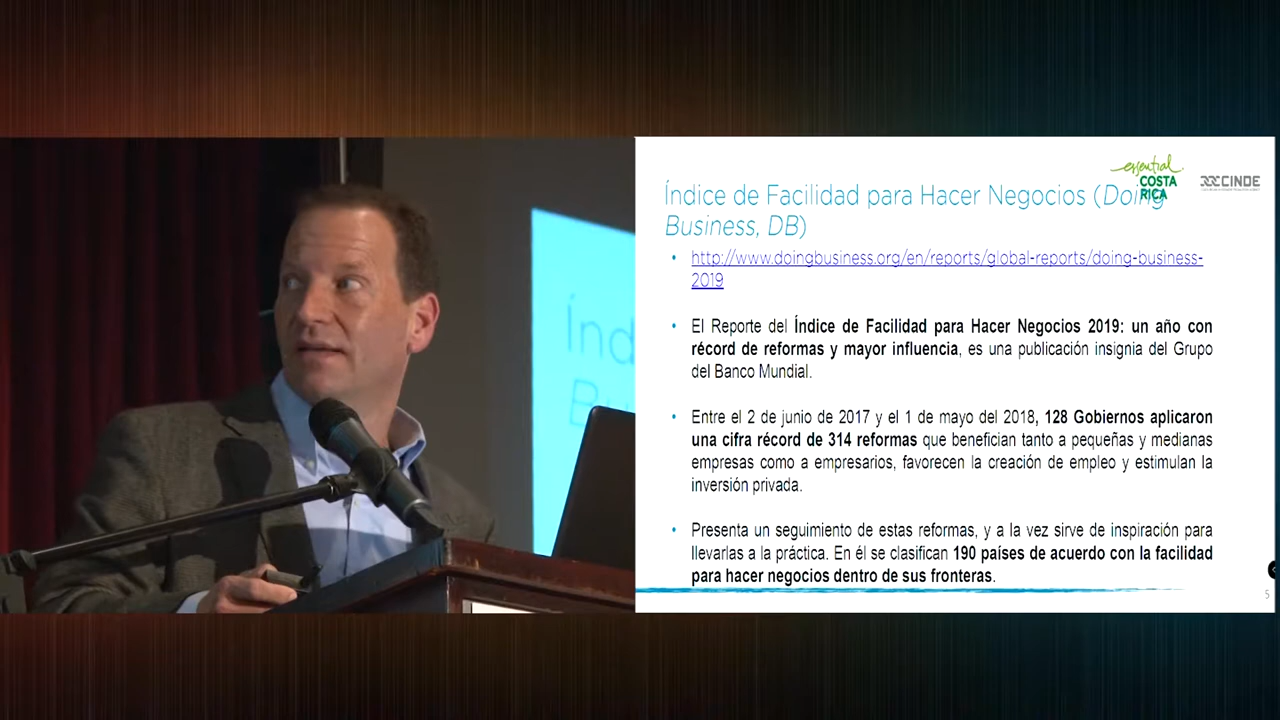 essential
COSTA
RICA
CINDE
Índice de Facilidad para Hacer Negocios (Doing
Business, DB)
• http://www.doingbusiness.org/en/reports/global-reports/doing-business-
2019
• El Reporte del Índice de Facilidad para Hacer Negocios 2019: un año con
récord de reformas y mayor influencia, es una publicación insignia del Grupo
del Banco Mundial.
• Entre el 2 de junio de 2017 y el 1 de mayo del 2018, 128 Gobiernos aplicaron
una cifra récord de 314 reformas que benefician tanto a pequeñas y medianas
empresas como a empresarios, favorecen la creación de empleo y estimulan la
inversión privada.
• Presenta un seguimiento de estas reformas, y a la vez sirve de inspiración para
llevarlas a la práctica. En él se clasifican 190 países de acuerdo con la facilidad
para hacer negocios dentro de sus fronteras.
5
Índ
Bu